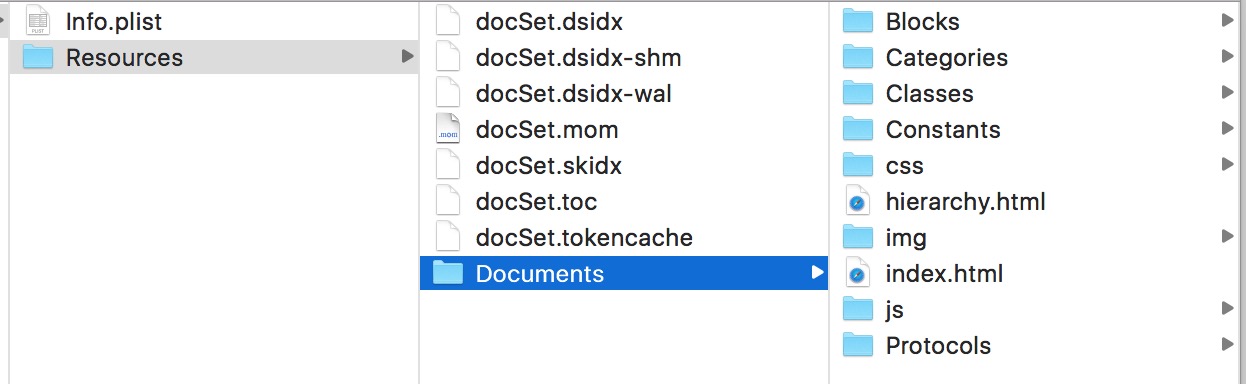 Info.plist
Resources
docSet.dsidx
docSet.dsidx-shm
docSet.dsidx-wal
docSet.mom
docSet.skidx
docSet.toc
docSet.tokencache
Documents
Blocks
Categories
Classes
Constants
css
hierarchy.html
img
index.html
js
Protocols
PLIST
.mom